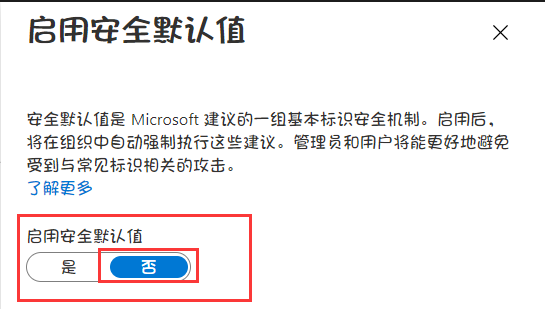 启用安全默认值
安全默认值是 Microsoft 建议的一组基本标识安全机制。启用后，
将在组织中自动强制执行这些建议。管理员和用户将能更好地避免
受到与常见标识相关的攻击。
了解更多
启用安全默认值
是 否